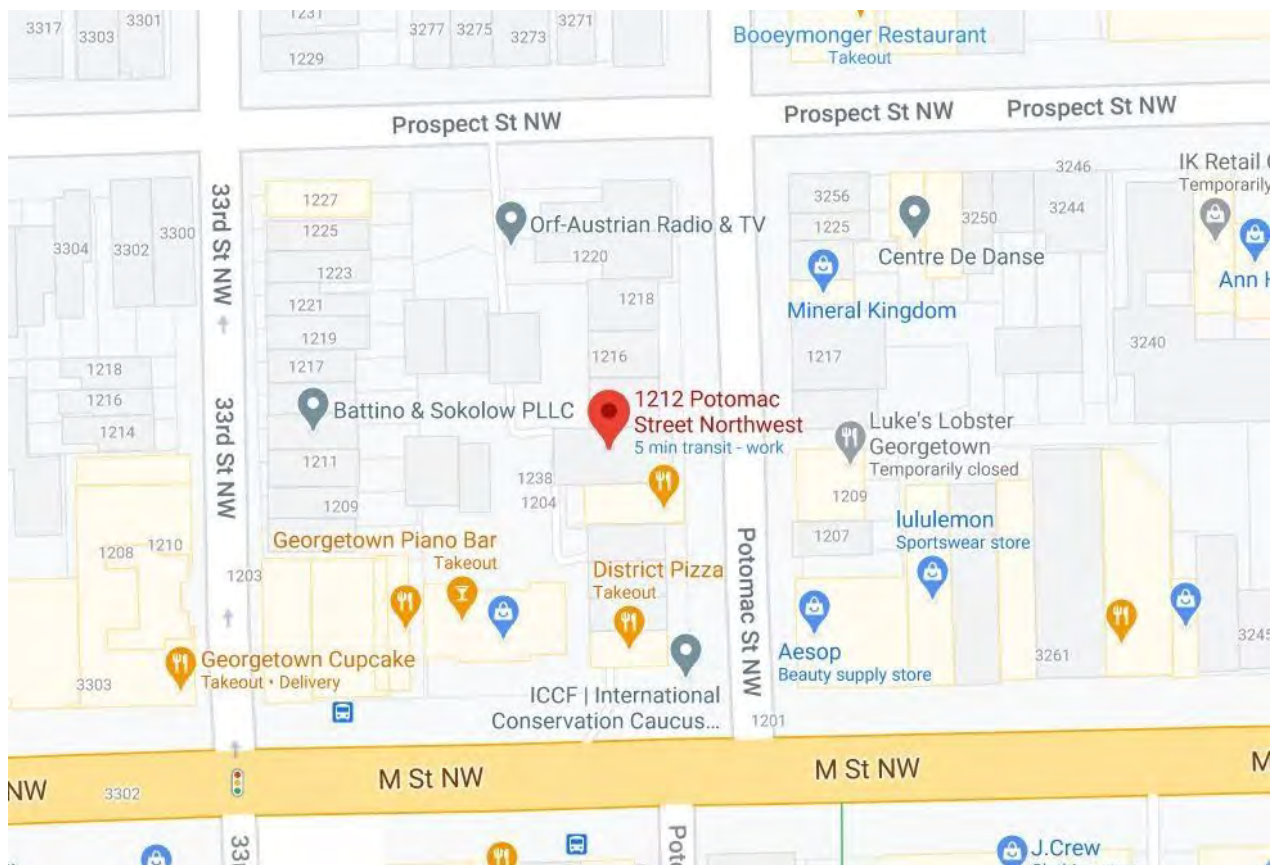 1231
3317
3303
3301
3277
3275
3273
3271
1229
Booeymonger Restaurant
Takeout
Prospect St NW
Prospect St NW
Prospect St NW
33rd St NW
1227
1225
1223
1221
1219
1217
1211
1209
3304
3302
3300
1218
1216
1214
Orf-Austrian Radio & TV
1220
1218
1216
3256
1225
3250
3246
3244
Centre De Danse
Mineral Kingdom
1217
3240
IK Retail
Temporarily
Ann
33rd St NW
Battino & Sokolow PLLC
1212 Potomac
Street Northwest
5 min transit - work
Luke's Lobster
Georgetown
Temporarily closed
1209
1207
1238
1204
lululemon
Sportswear store
Georgetown Piano Bar
Takeout
District Pizza
Takeout
Potomac St NW
1208
1210
1203
Georgetown Cupcake
Takeout • Delivery
3303
ICCF | International
Conservation Caucus...
Aesop
Beauty supply store
1201
3261
3245
NW
3302
M St NW
M St NW
M
J.Crew